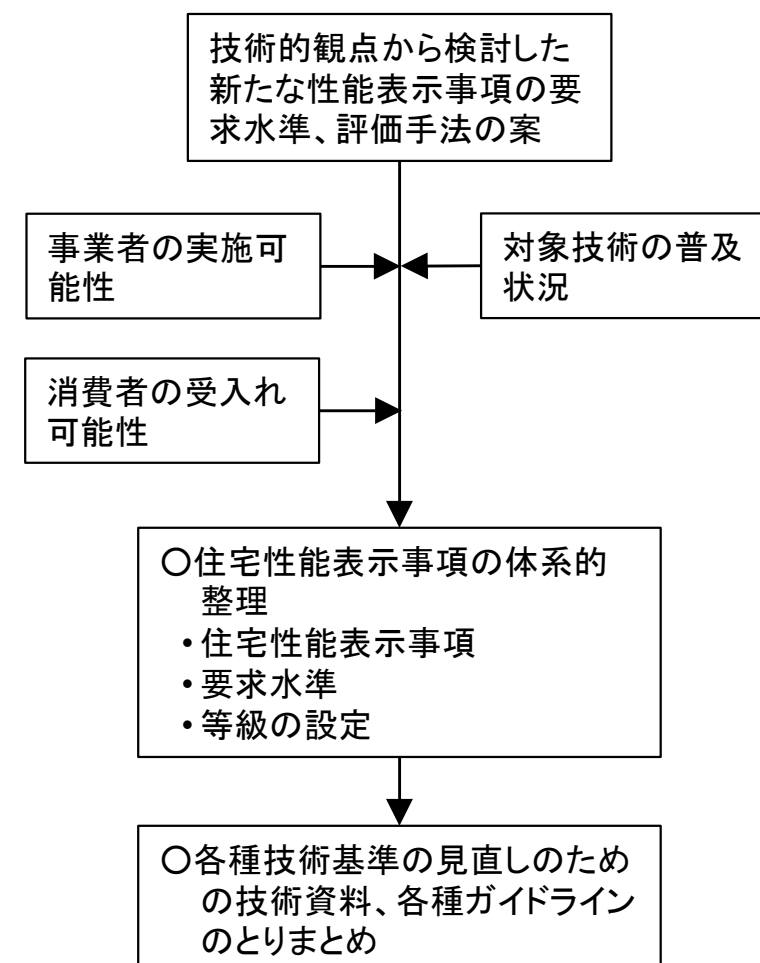 技術的観点から検討した
新たな性能表示事項の要
求水準、評価手法の案
事業者の実施可
能性
対象技術の普及
状況
消費者の受入れ
可能性
○住宅性能表示事項の体系的
整理
・住宅性能表示事項
・要求水準
・等級の設定
○各種技術基準の見直しのため
の技術資料、各種ガイドライン
のとりまとめ